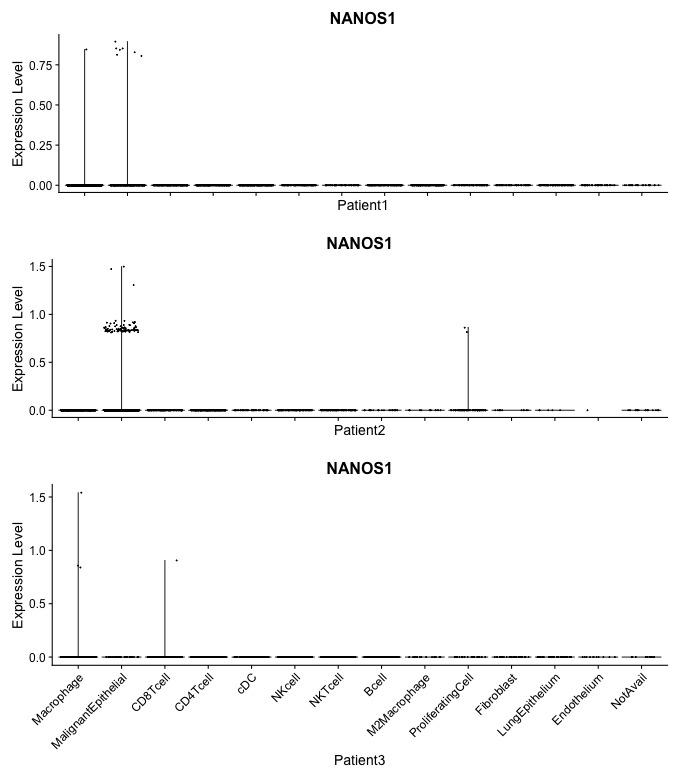 NANOS1
Expression Level
0.75
0.50
0.25
0.00
Patient1
NANOS1
Expression Level
1.5
1.0
0.5
0.0
Patient2
NANOS1
Expression Level
1.5
1.0
0.5
0.0
Macrophage
MalignantEpithelial
CD8Tcell
CD4Tcell
cDC
NKcell
NKTcell
Bcell
M2Macrophage
ProliferatingCell
Fibroblast
LungEpithelium
Endothelium
NotAvail
Patient3